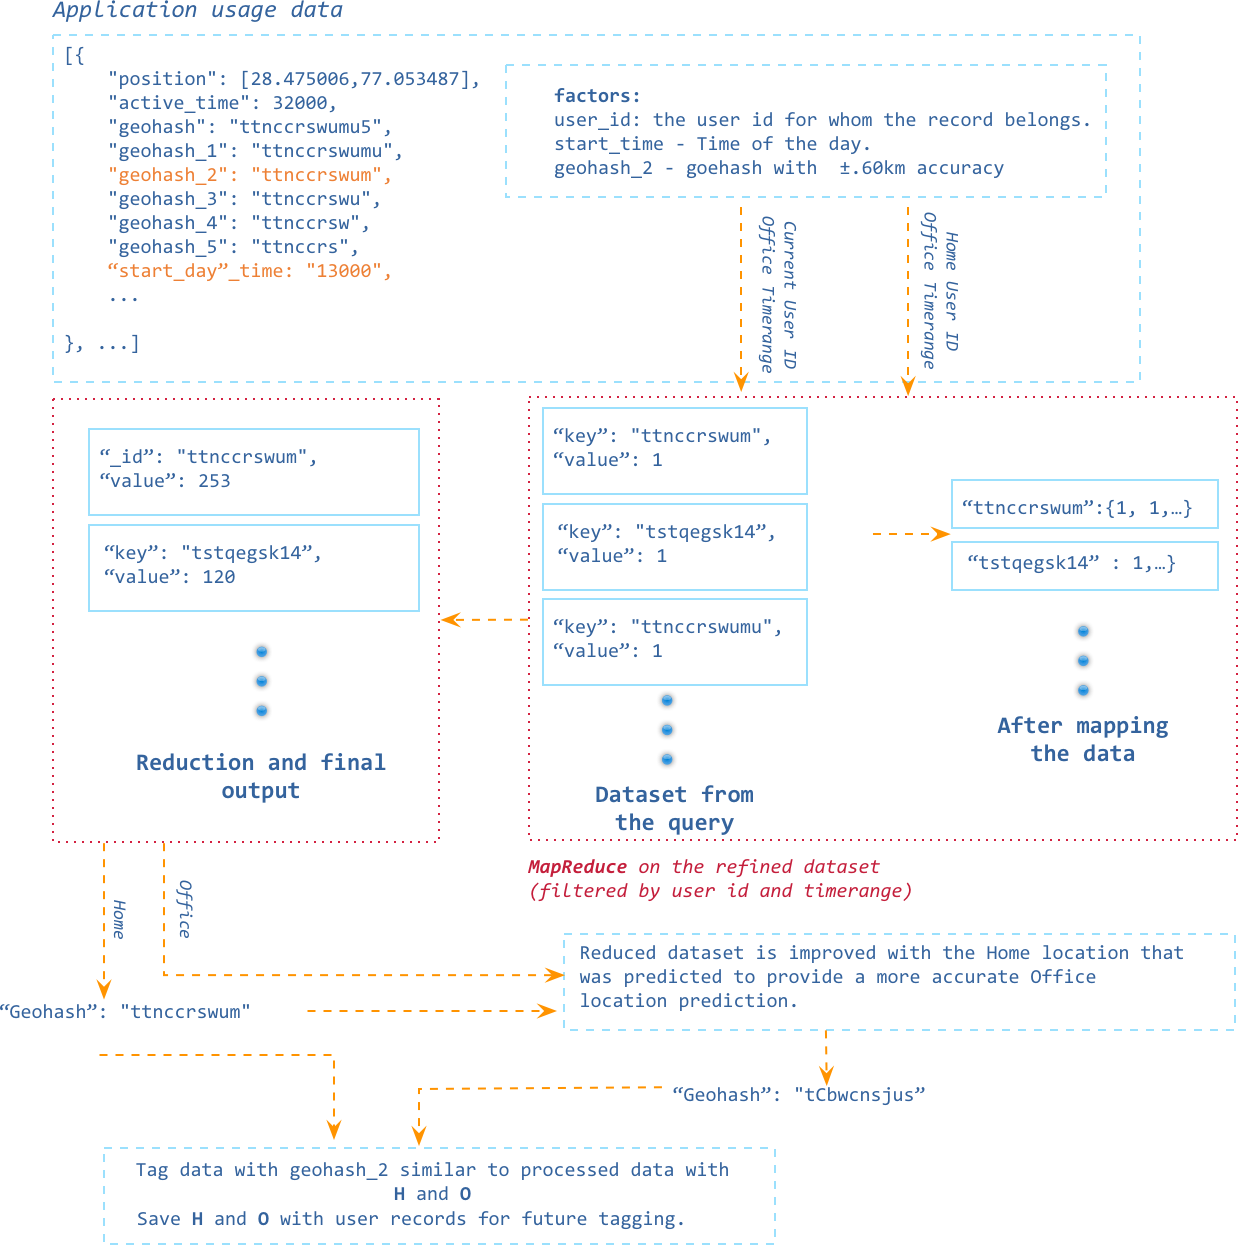 Application usage data
[{
"position": [28.475006,77.053487],
"active_time": 32000,
"geohash": "ttnccrswumu5",
"geohash_1": "ttnccrswumu",
"geohash_2": "ttnccrswum",
"geohash_3": "ttnccrswu",
"geohash_4": "ttnccrsw",
"geohash_5": "ttnccrs",
“start_day”_time: "13000",
...
}, ...]
factors:
user_id: the user id for whom the record belongs.
start_time - Time of the day.
geohash_2 - goehash with  ±.60km accuracy
Current User ID
Office Timerange
Home User ID
Office Timerange
“_id”: "ttnccrswum",
“value”: 253
“key”: "tstqegsk14”,
“value”: 120
Reduction and final
output
“key”: "ttnccrswum",
“value”: 1
“key”: "tstqegsk14”,
“value”: 1
“key”: "ttnccrswumu",
“value”: 1
Dataset from
the query
“ttnccrswum”:{1, 1,…}
“tstqegsk14” : 1,…}
After mapping
the data
MapReduce on the refined dataset
(filtered by user id and timerange)
Home
Office
Reduced dataset is improved with the Home location that
was predicted to provide a more accurate Office
location prediction.
“Geohash”: "ttnccrswum"
“Geohash”: "tCbwcnsjus”
Tag data with geohash_2 similar to processed data with
H and O
Save H and O with user records for future tagging.